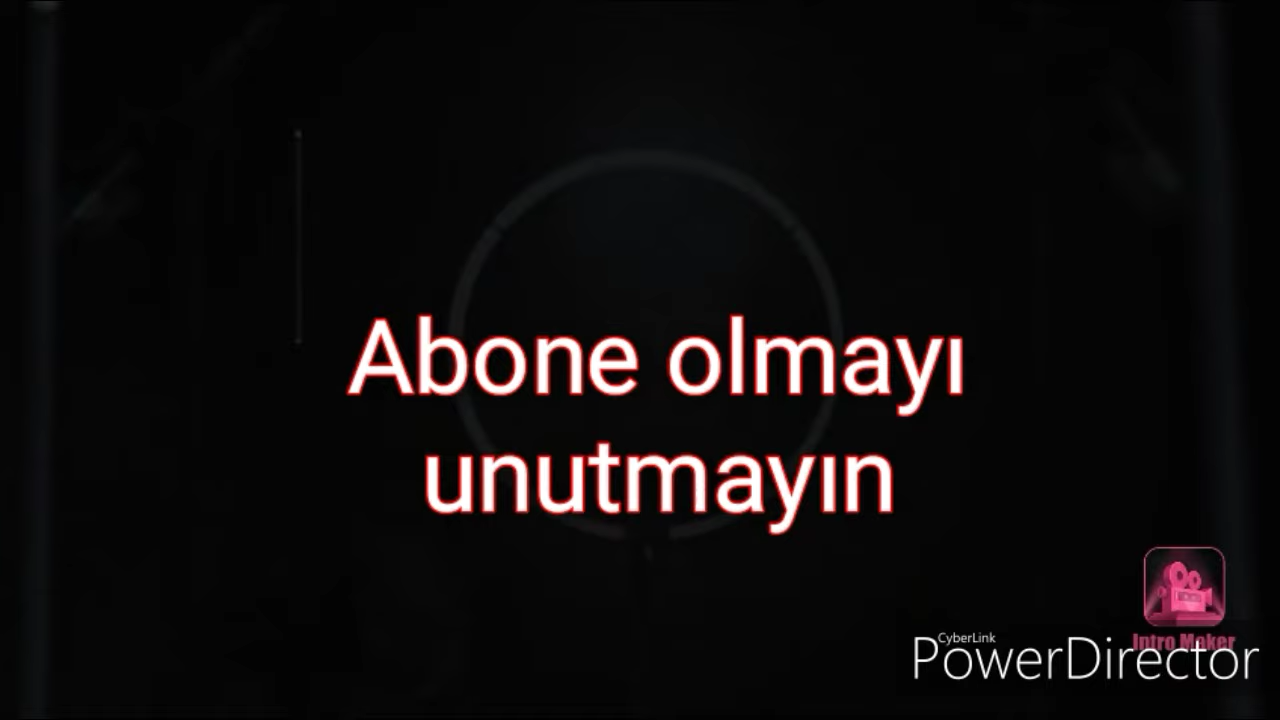 Abone olmayı
unutmayın
Intro Maker
CyberLink
PowerDirector